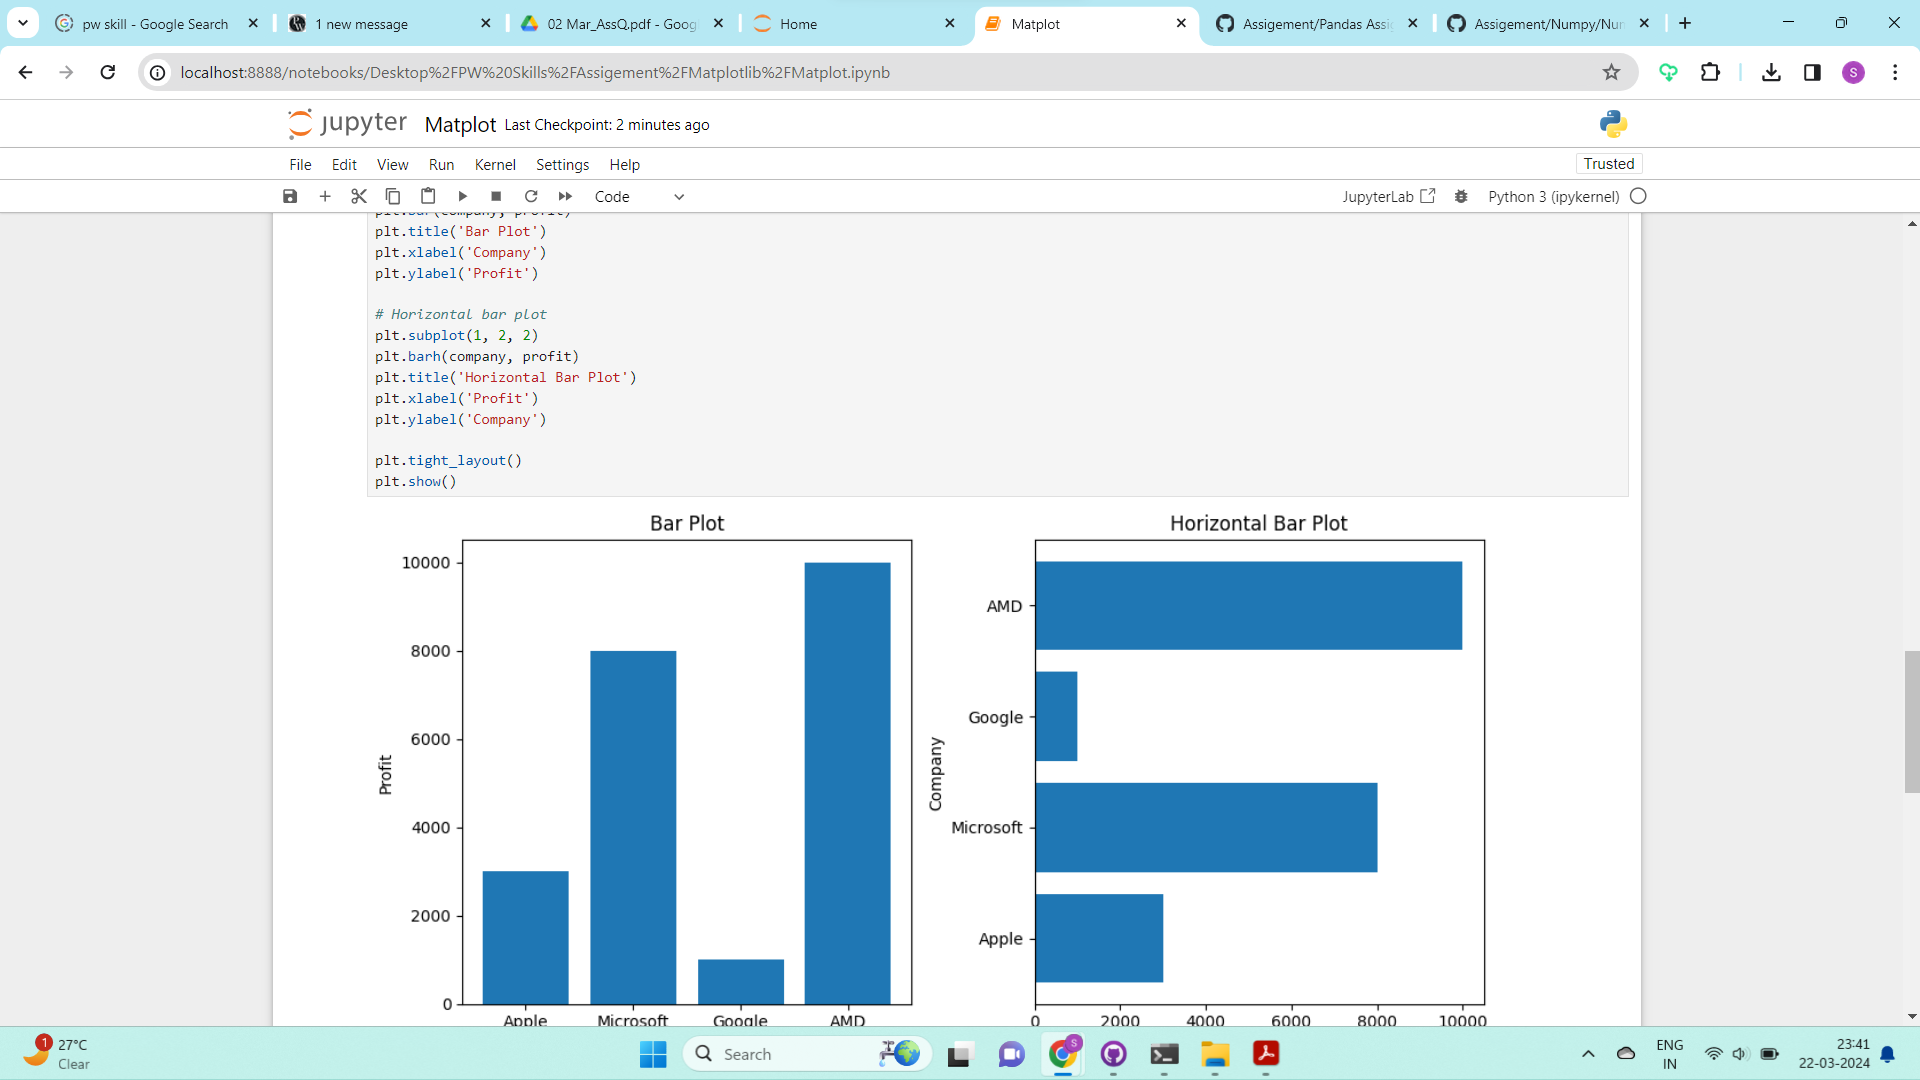 pw skill - Google Search
1 new message
02 Mar_AssQ.pdf - Goog
Home
Matplot
Assigement/Pandas Assi
Assigement/Numpy/Nun
localhost:8888/notebooks/Desktop%2FPW%20Skills%2FAssigement%2FMatplotlib%2FMatplot.ipynb
S
jupyter Matplot Last Checkpoint: 2 minutes ago
File Edit View Run Kernel Settings Help
Trusted
Code
JupyterLab
Python 3 (ipykernel)
plt.bar(company, profit)
plt.title('Bar Plot')
plt.xlabel('Company')
plt.ylabel('Profit')
# Horizontal bar plot
plt.subplot(1, 2, 2)
plt.barh(company, profit)
plt.title('Horizontal Bar Plot')
plt.xlabel('Profit')
plt.ylabel('Company')
plt.tight_layout()
plt.show()
Bar Plot
10000
8000
6000
4000
2000
0
Profit
Apple Microsoft Google AMD
Horizontal Bar Plot
Company
AMD
Google
Microsoft
Apple
0 2000 4000 6000 8000 10000
1
27°C
Clear
Search
S
ENG
IN
23:41
22-03-2024